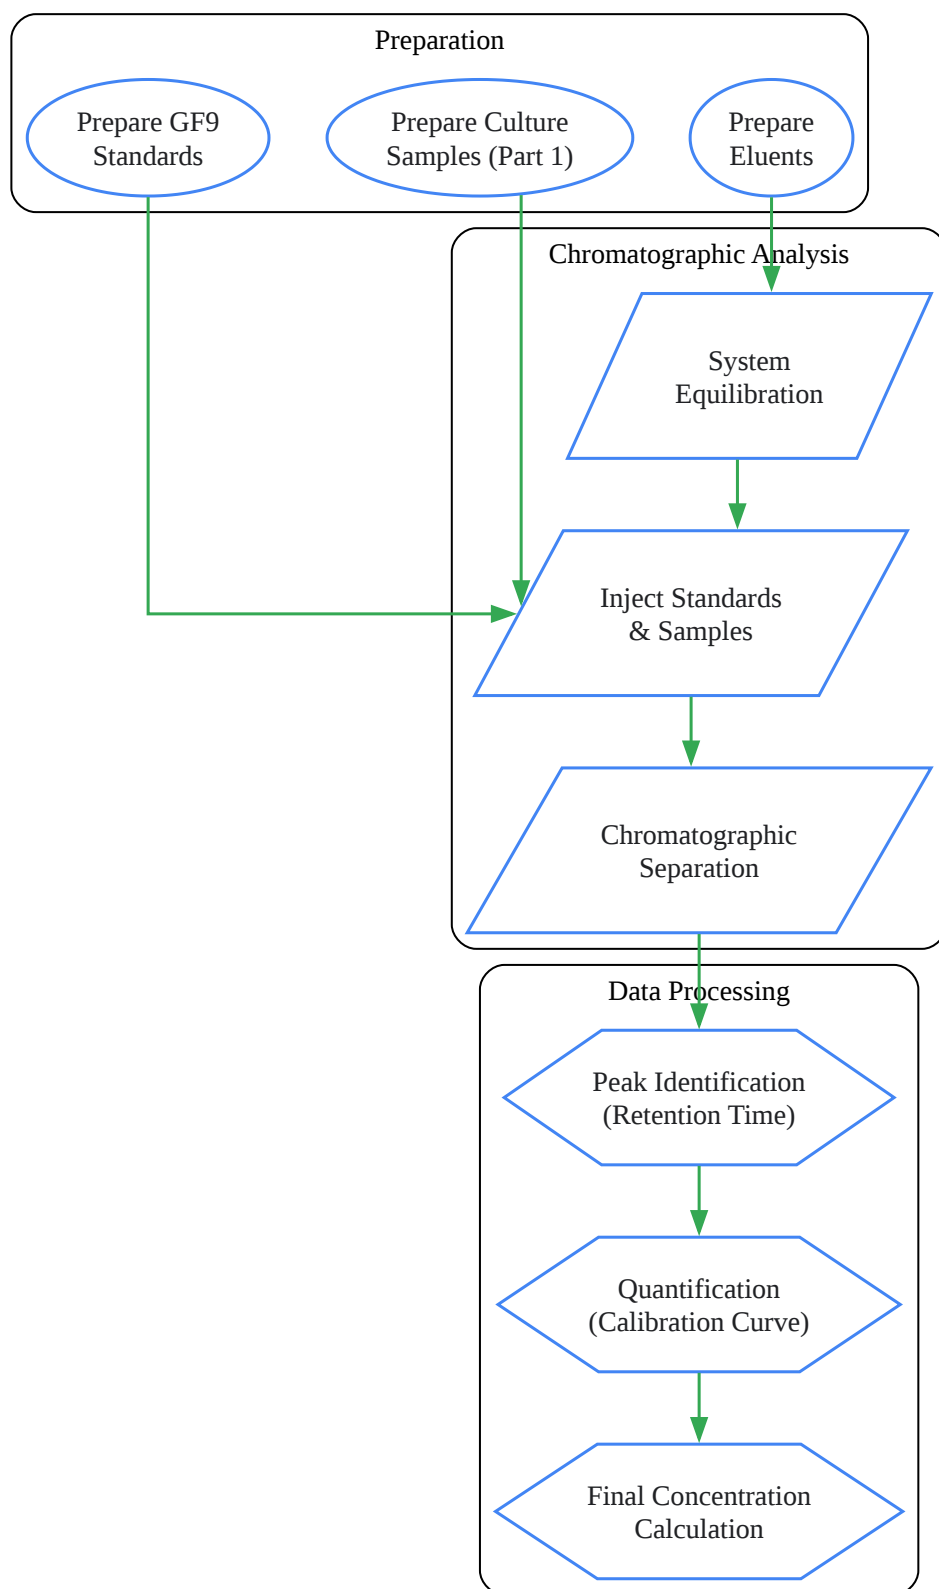 Preparation
Prepare GF9
Standards
Prepare Culture
Samples (Part 1)
Prepare
Eluents
Chromatographic Analysis
System
Equilibration
Inject Standards
& Samples
Chromatographic
Separation
Data Processing
Peak Identification
(Retention Time)
Quantification
(Calibration Curve)
Final Concentration
Calculation